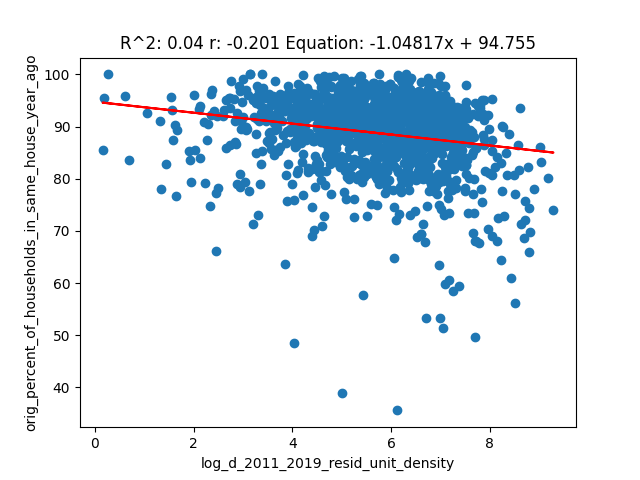 R^2: 0.04 r: -0.201 Equation: -1.04817x + 94.755
orig_percent_of_households_in_same_house_year_ago
100
90
80
70
60
50
40
0 2 4 6 8
log_d_2011_2019_resid_unit_density